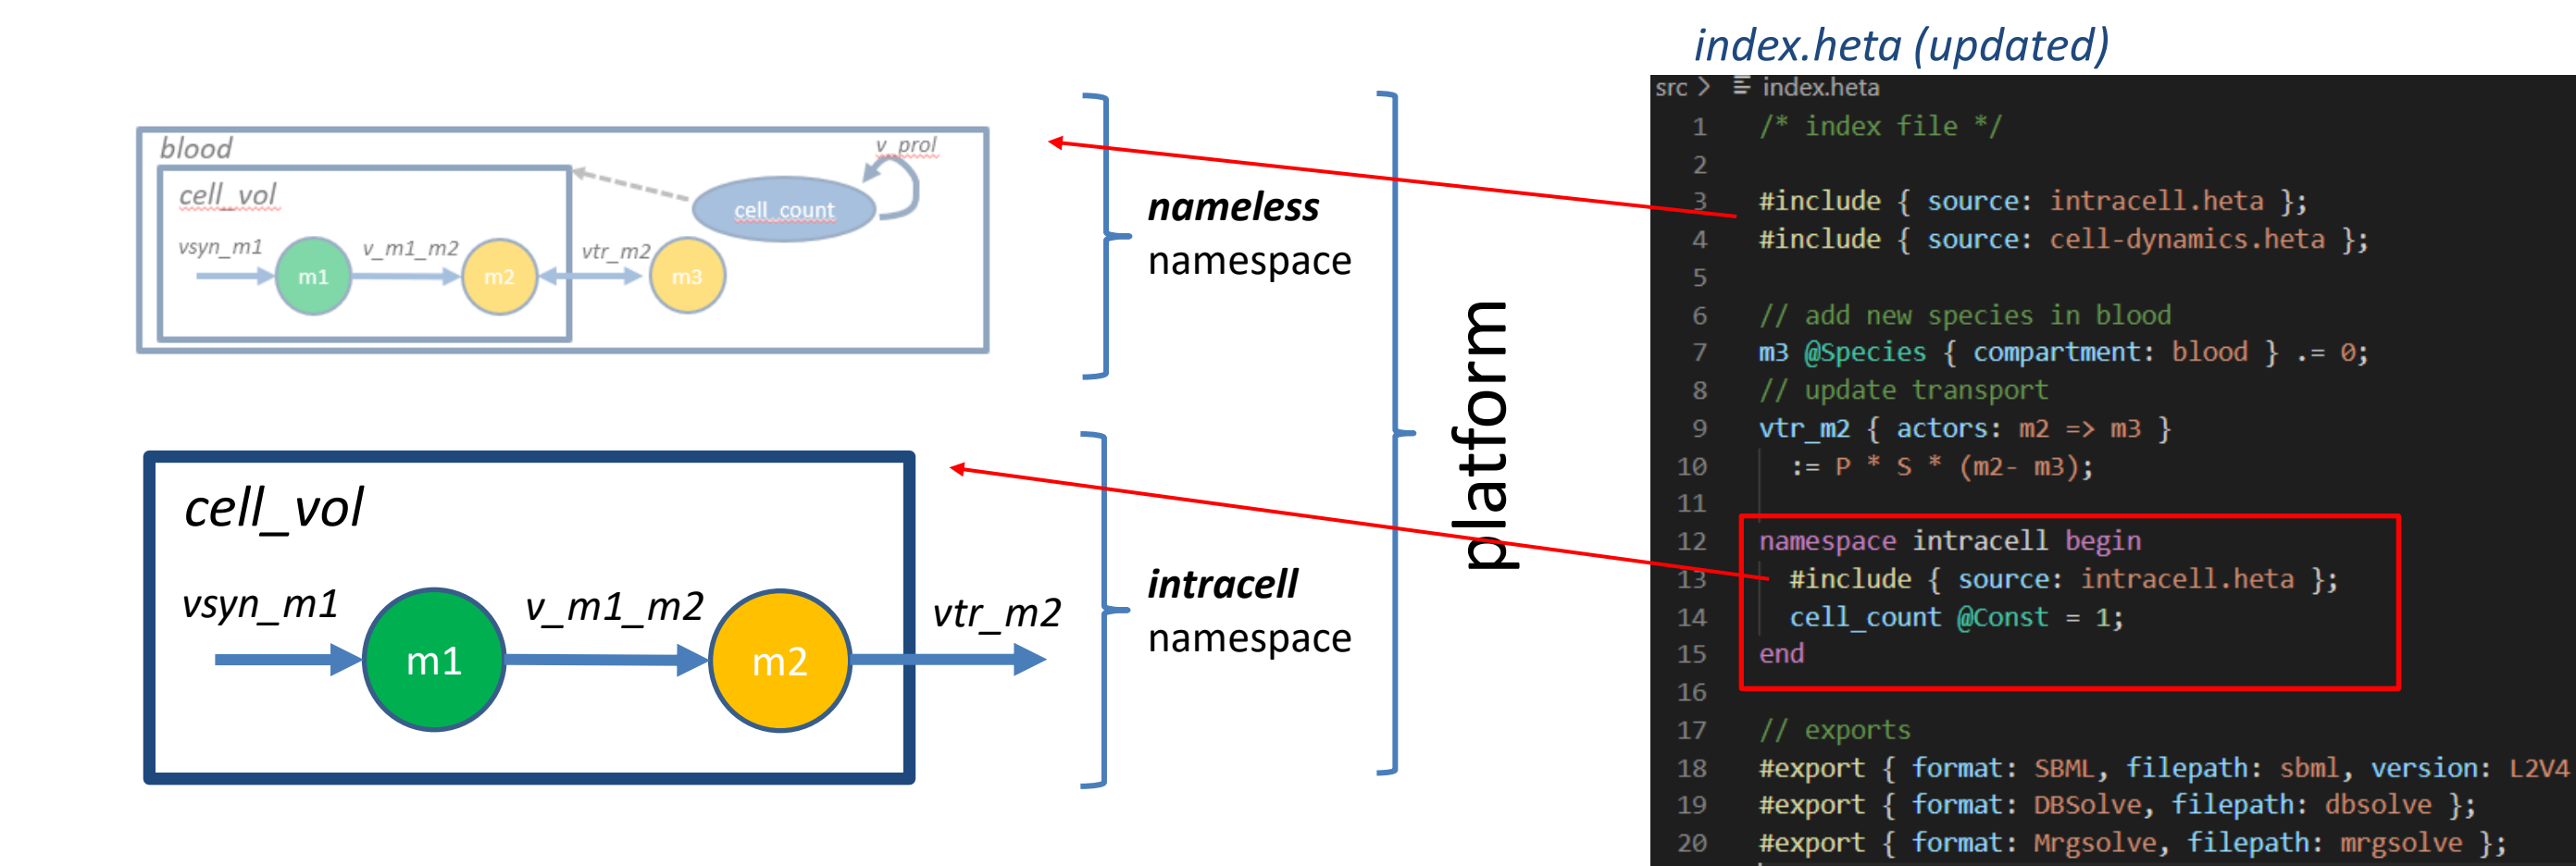 blood
cell_vol
v_prol
cell_count
vsyn_m1
v_m1_m2
vtr_m2
m1
m2
m3
cell_vol
vsyn_m1
v_m1_m2
vtr_m2
m1
m2
nameless
namespace
intracell
namespace
platform
index.heta (updated)
src > index.heta
1 /* index file */
2
3 #include { source: intracell.heta };
4 #include { source: cell-dynamics.heta };
5
6 // add new species in blood
7 m3 @Species { compartment: blood } .= 0;
8 // update transport
9 vtr_m2 { actors: m2 => m3 }
10 := P * S * (m2- m3);
11
12 namespace intracell begin
13 #include { source: intracell.heta };
14 cell_count @Const = 1;
15 end
16
17 // exports
18 #export { format: SBML, filepath: sbml, version: L2V4
19 #export { format: DBSolve, filepath: dbsolve };
20 #export { format: Mrgsolve, filepath: mrgsolve };